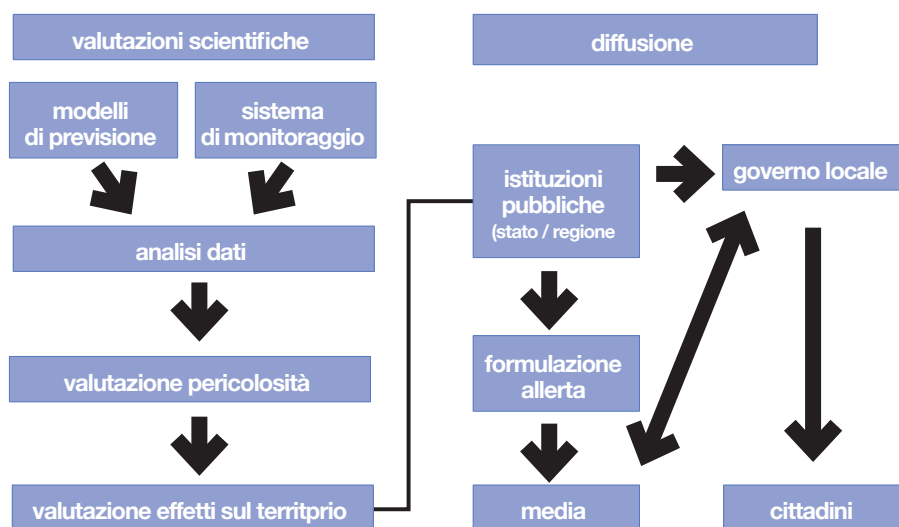 valutazioni scientifiche
modelli
di previsione
sistema
di monitoraggio
analisi dati
valutazione pericolosità
valutazione effetti sul territprio
diffusione
istituzioni
pubbliche
(stato / regione
governo locale
formulazione
allerta
media
cittadini